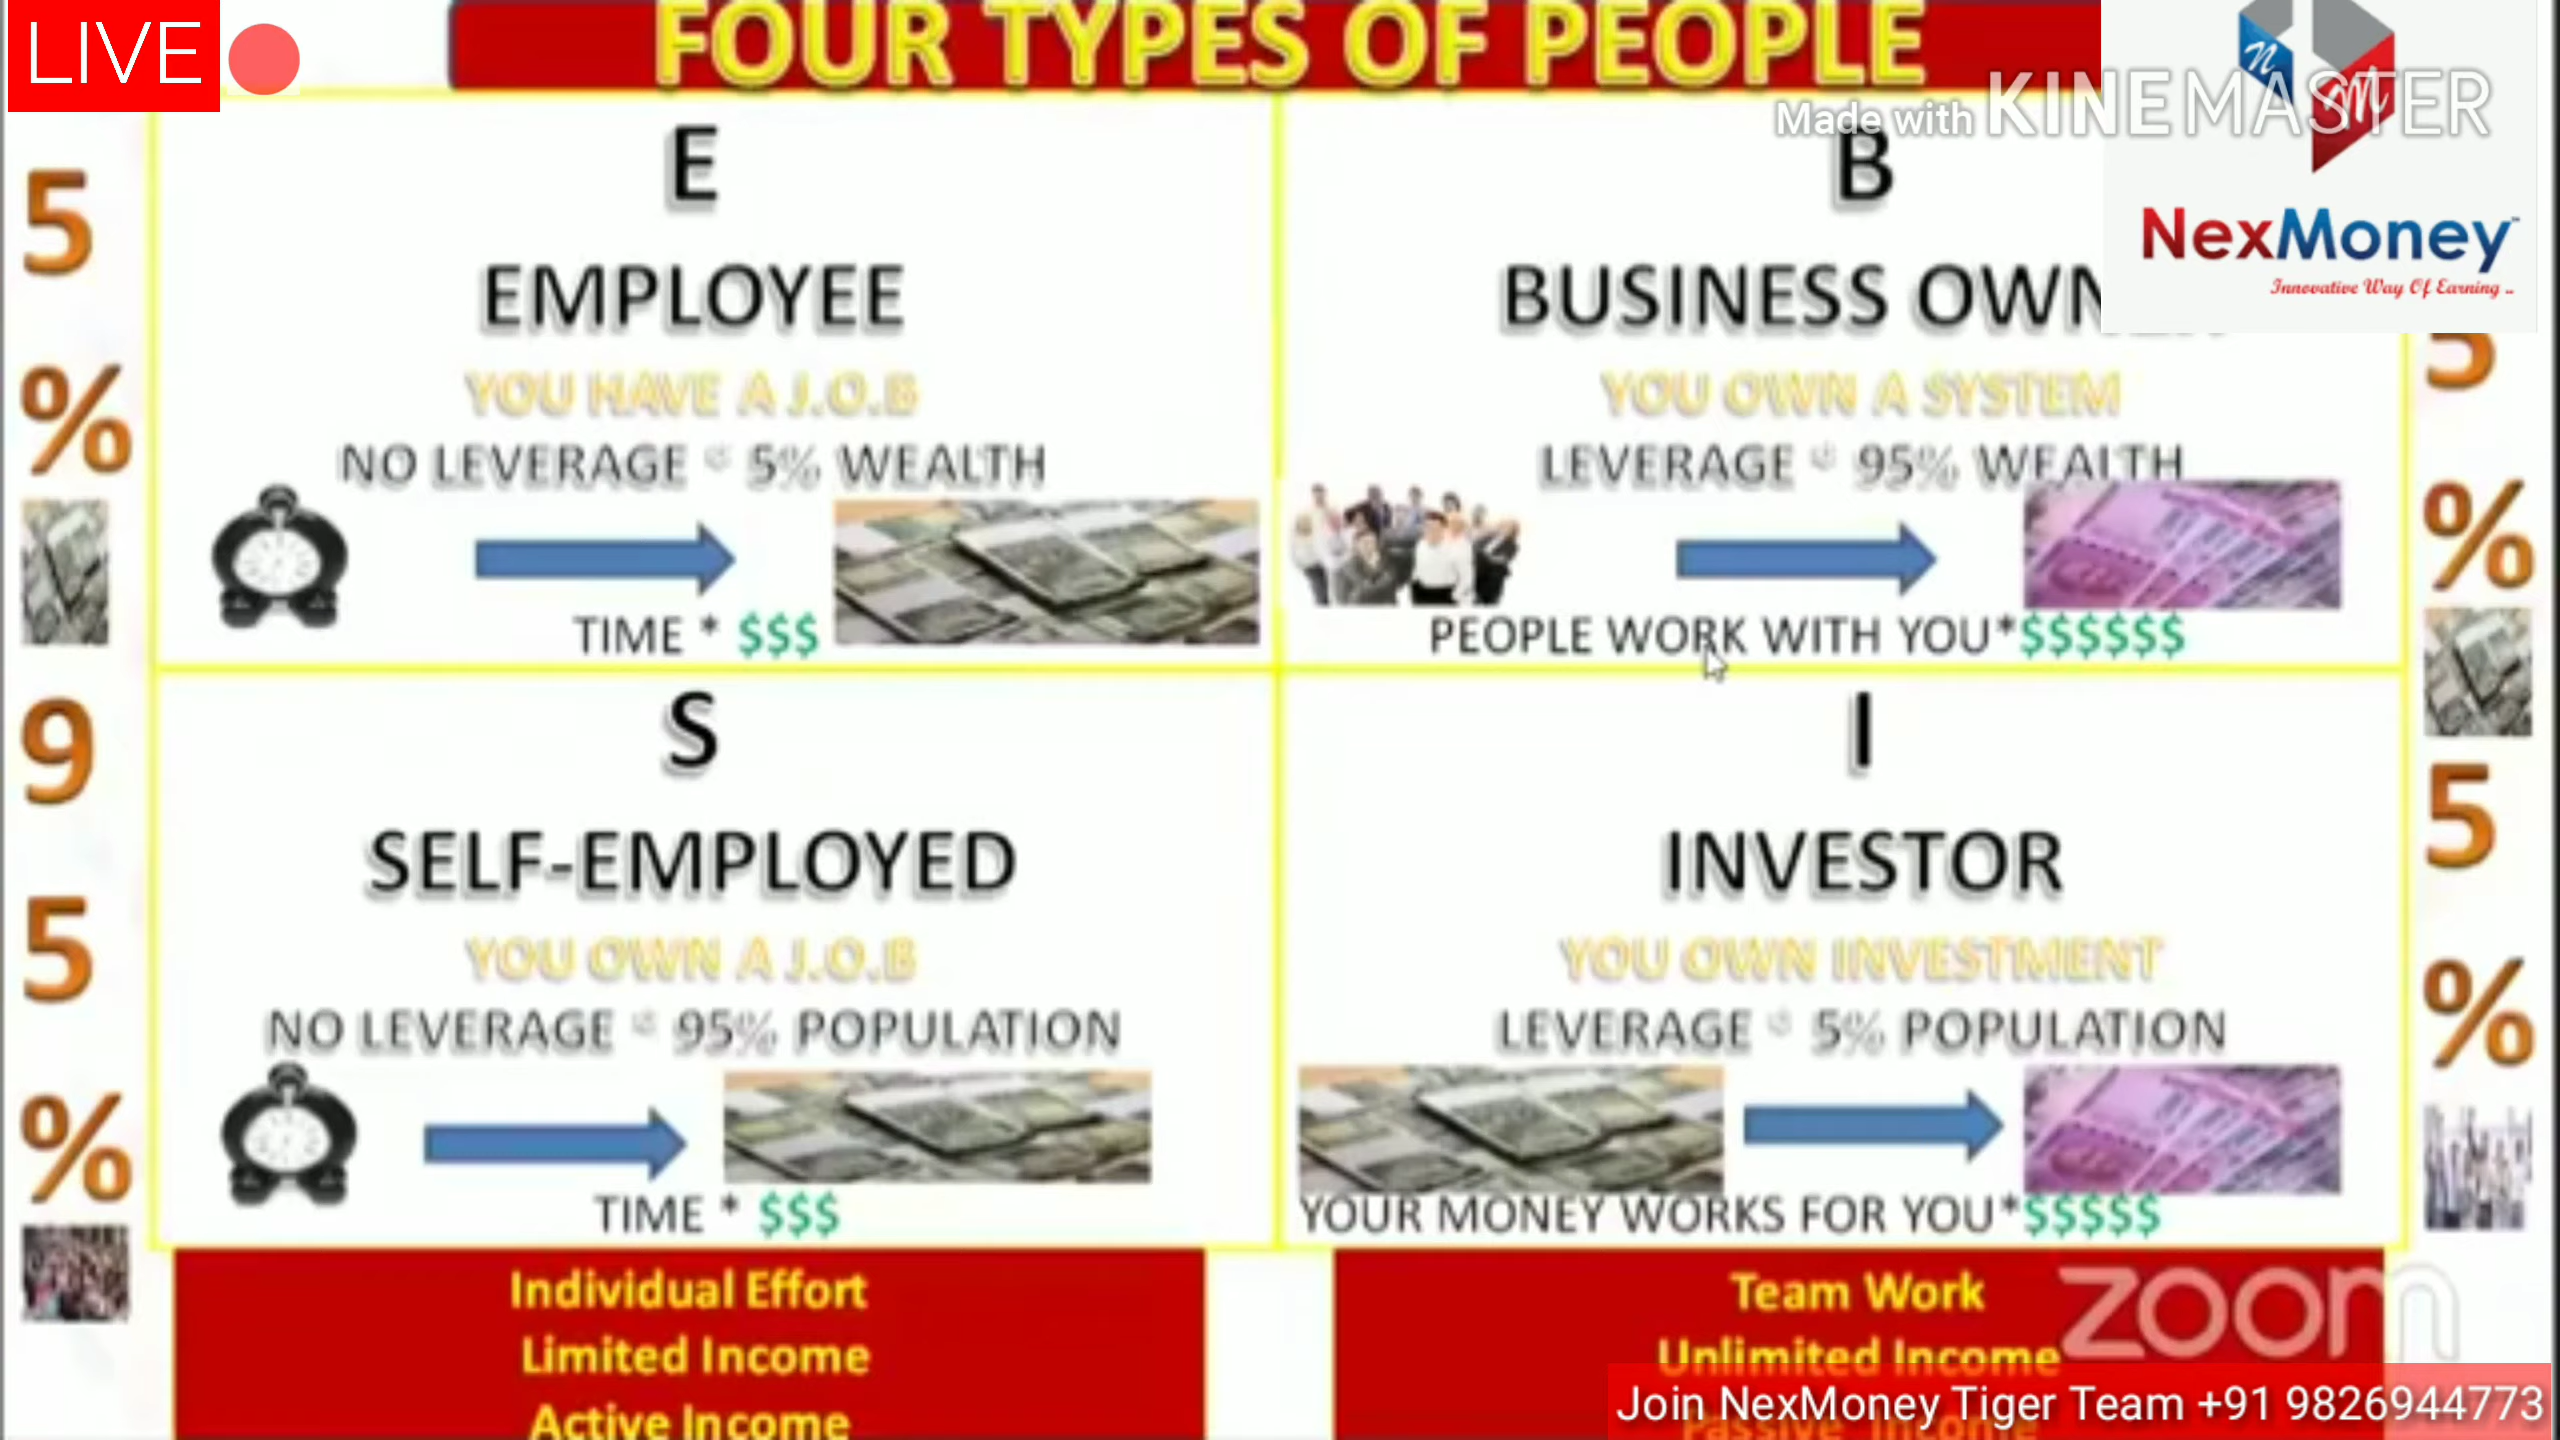 LIVE
FOUR TYPES OF PEOPLE
Made with KINEMASTER
NexMoney
Innovative Way Of Earning ..
5
%
9
5
%
E
EMPLOYEE
YOU HAVE A J.O.B
NO LEVERAGE 5% WEALTH
TIME * $$$
B
BUSINESS
YOU OWN A SYSTEM
LEVERAGE 95% WEALTH
PEOPLE WORK WITH YOU*$$$$$$
S
SELF-EMPLOYED
YOU OWN A J.O.B
NO LEVERAGE 95% POPULATION
TIME * $$$
I
INVESTOR
YOU OWN INVESTMENT
LEVERAGE 5% POPULATION
YOUR MONEY WORKS FOR YOU*$$$$$
5
%
5
%
Individual Effort
Limited Income
Active Income
Team Work
Unlimited Income
Passive Income
zoom
Join NexMoney Tiger Team +91 9826944773